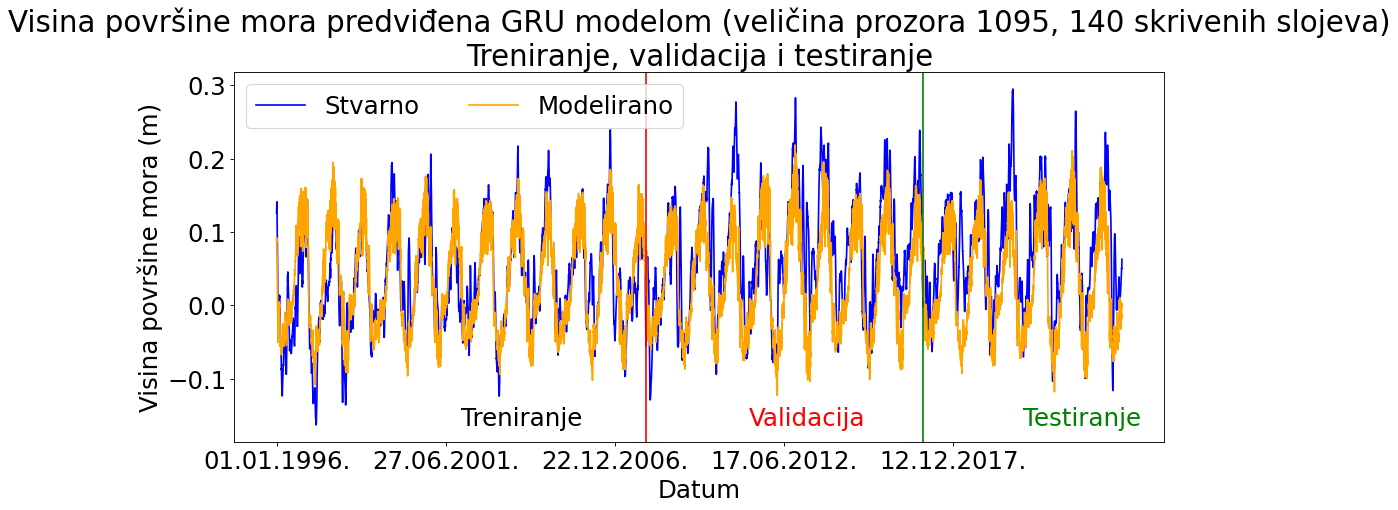 Visina površine mora predviđena GRU modelom (veličina prozora 1095, 140 skrivenih slojeva)
Treniranje, validacija i testiranje
Stvarno
Modelirano
Visina površine mora (m)
0.3
0.2
0.1
0.0
−0.1
Treniranje
Validacija
Testiranje
01.01.1996.
27.06.2001.
22.12.2006.
17.06.2012.
12.12.2017.
Datum